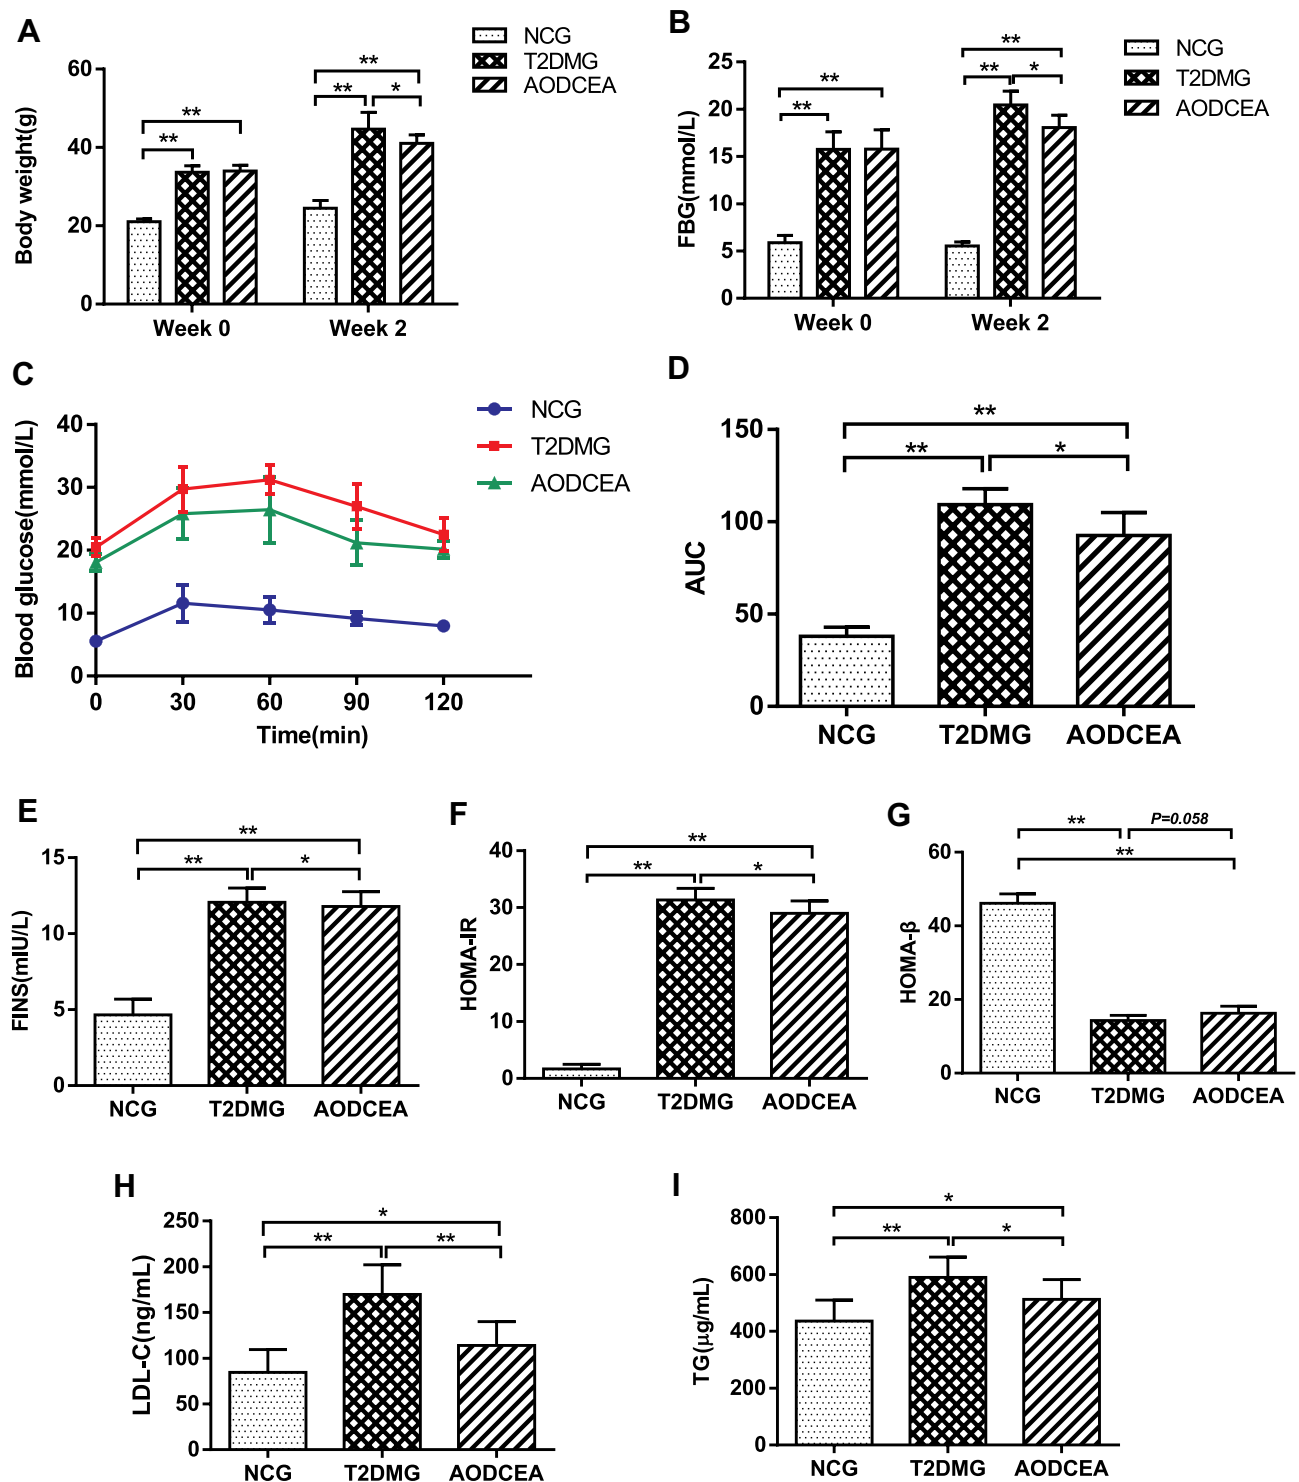 A
NCG
T2DMG
AODCEA
Body weight(g)
60
40
20
0
**
**
**
**
*
Week 0
Week 2
B
NCG
T2DMG
AODCEA
FBG(mmol/L)
25
20
15
10
5
0
**
**
**
**
*
Week 0
Week 2
C
NCG
T2DMG
AODCEA
Blood glucose(mmol/L)
40
30
20
10
0
0 30 60 90 120
Time(min)
D
AUC
150
100
50
0
**
**
*
NCG T2DMG AODCEA
E
FINS(mIU/L)
15
10
5
0
**
**
*
NCG T2DMG AODCEA
F
HOMA-IR
40
30
20
10
0
**
**
*
NCG T2DMG AODCEA
G
HOMA-β
60
40
20
0
**
P=0.058
**
NCG T2DMG AODCEA
H
LDL-C(ng/mL)
250
200
150
100
50
0
*
**
**
NCG T2DMG AODCEA
I
TG(μg/mL)
800
600
400
200
0
*
**
*
NCG T2DMG AODCEA